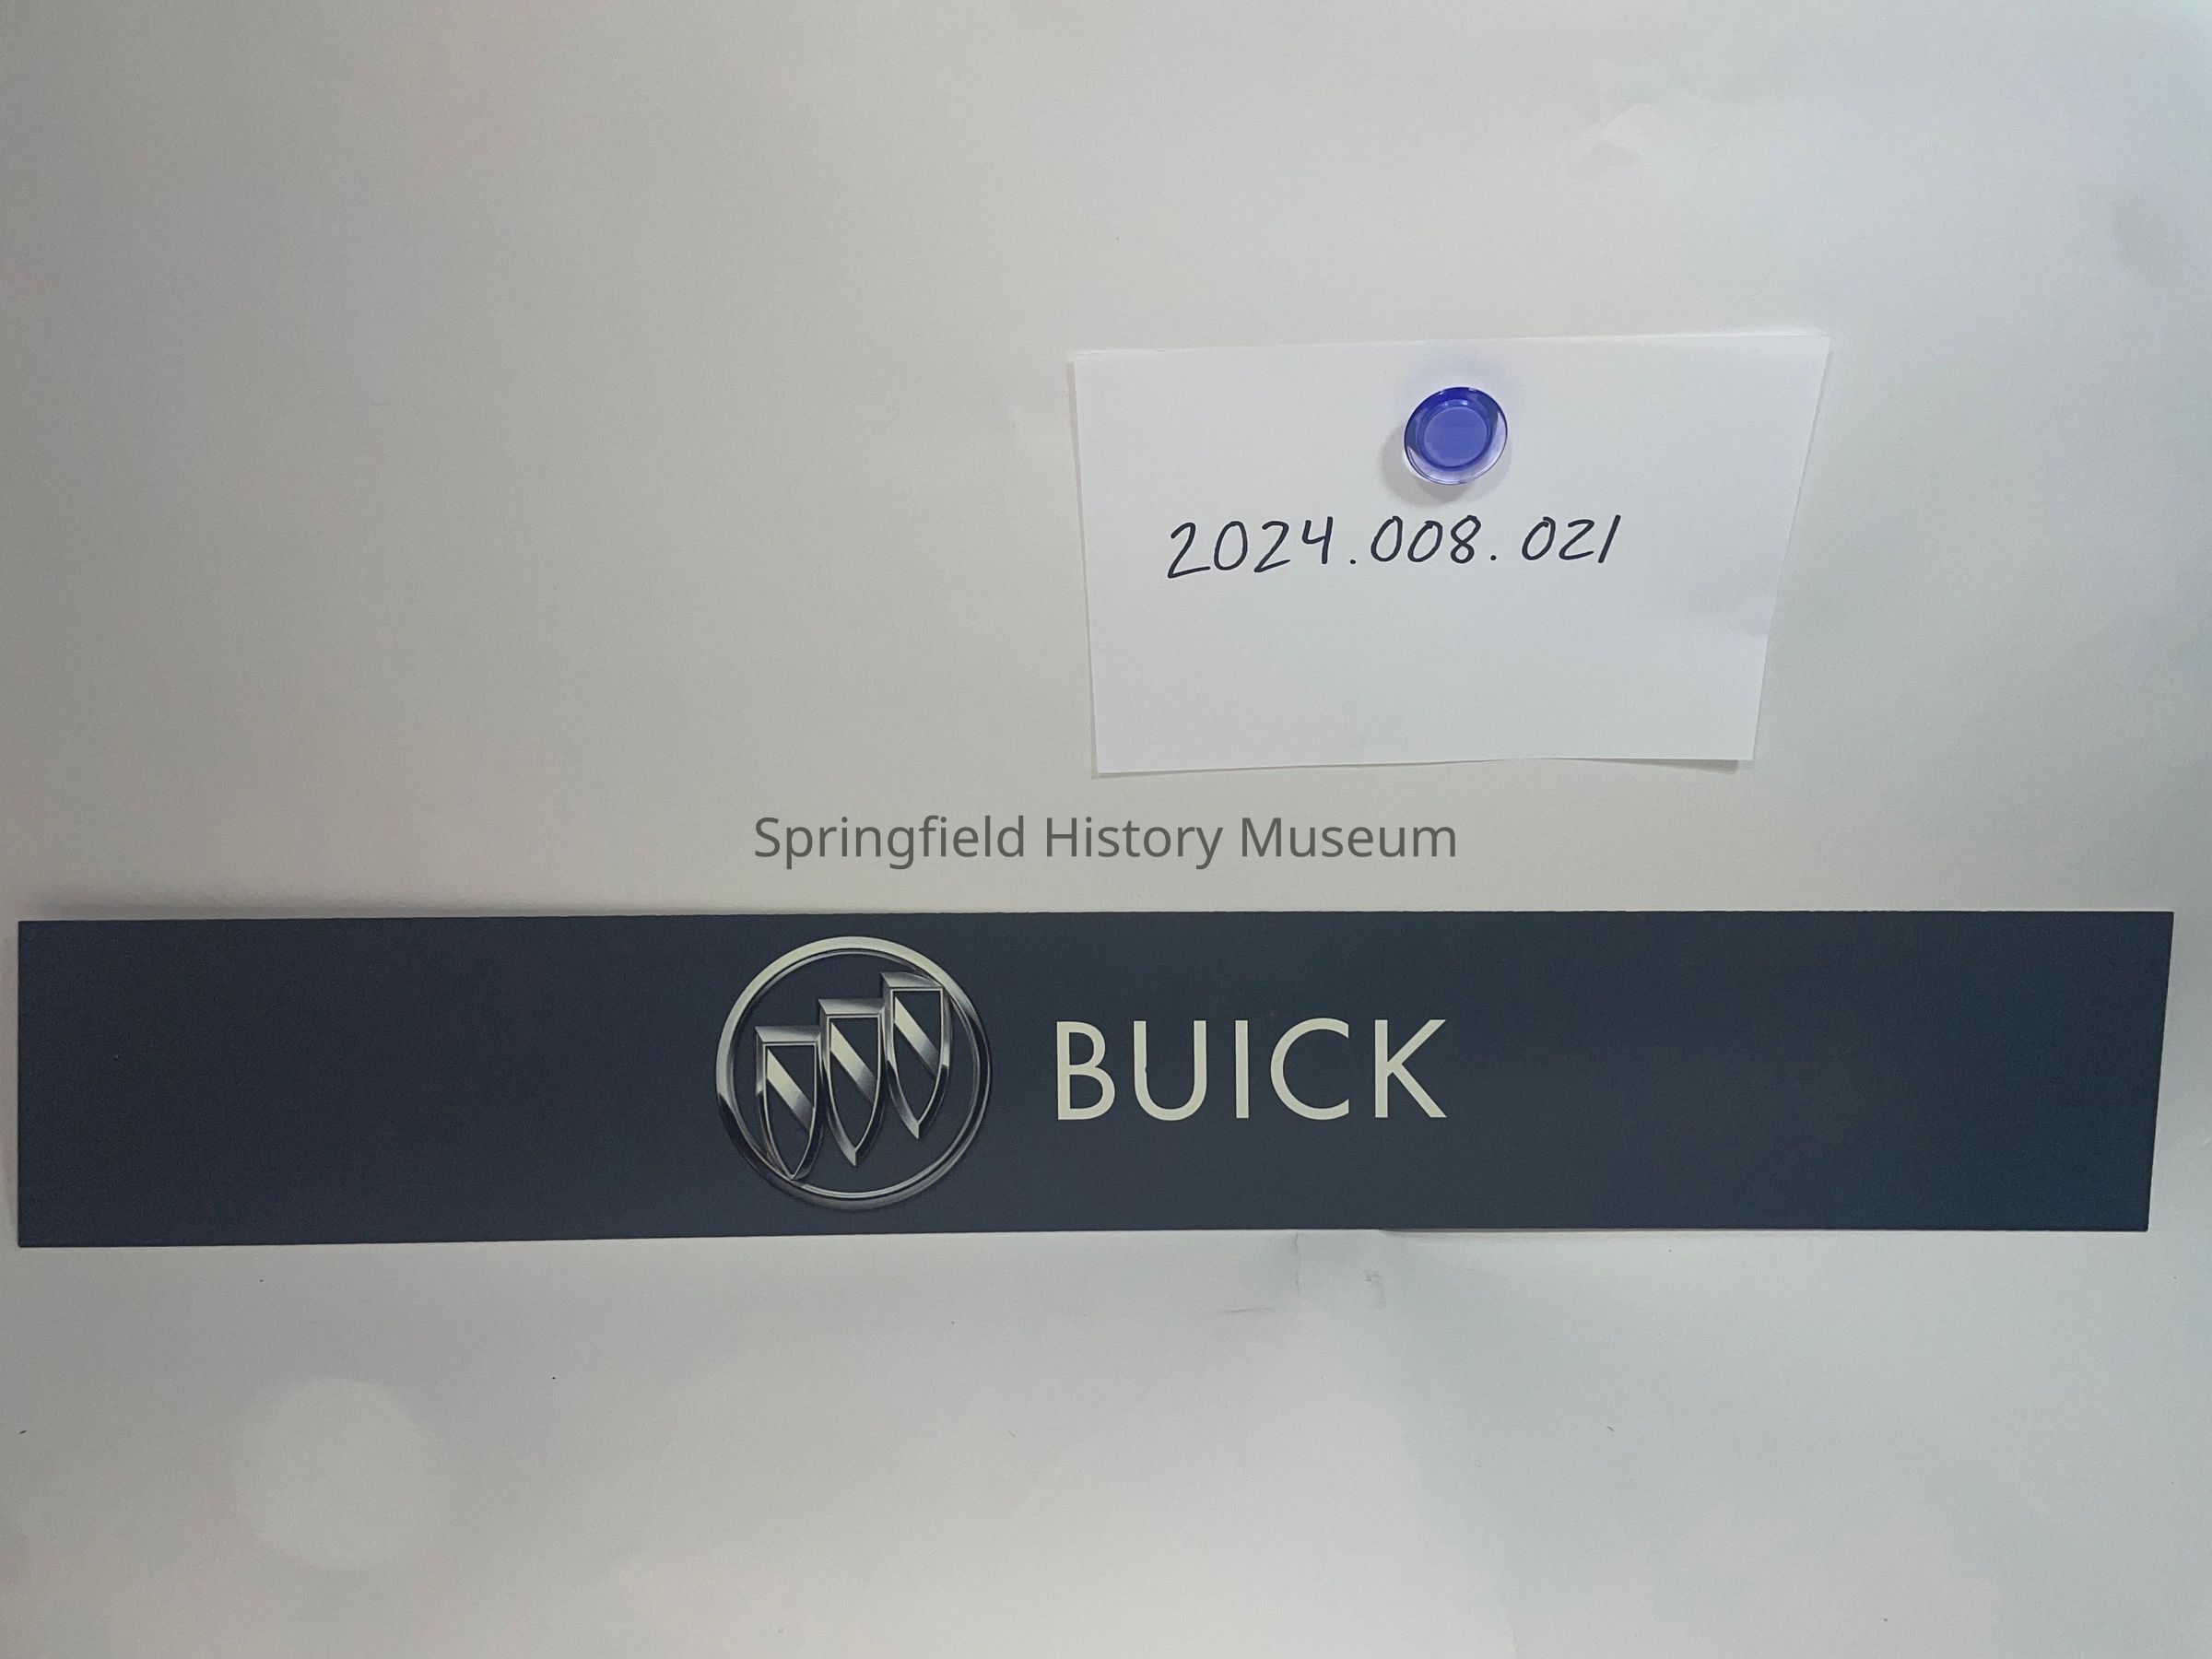 2024.008.021
Springfield History Museum
BUICK